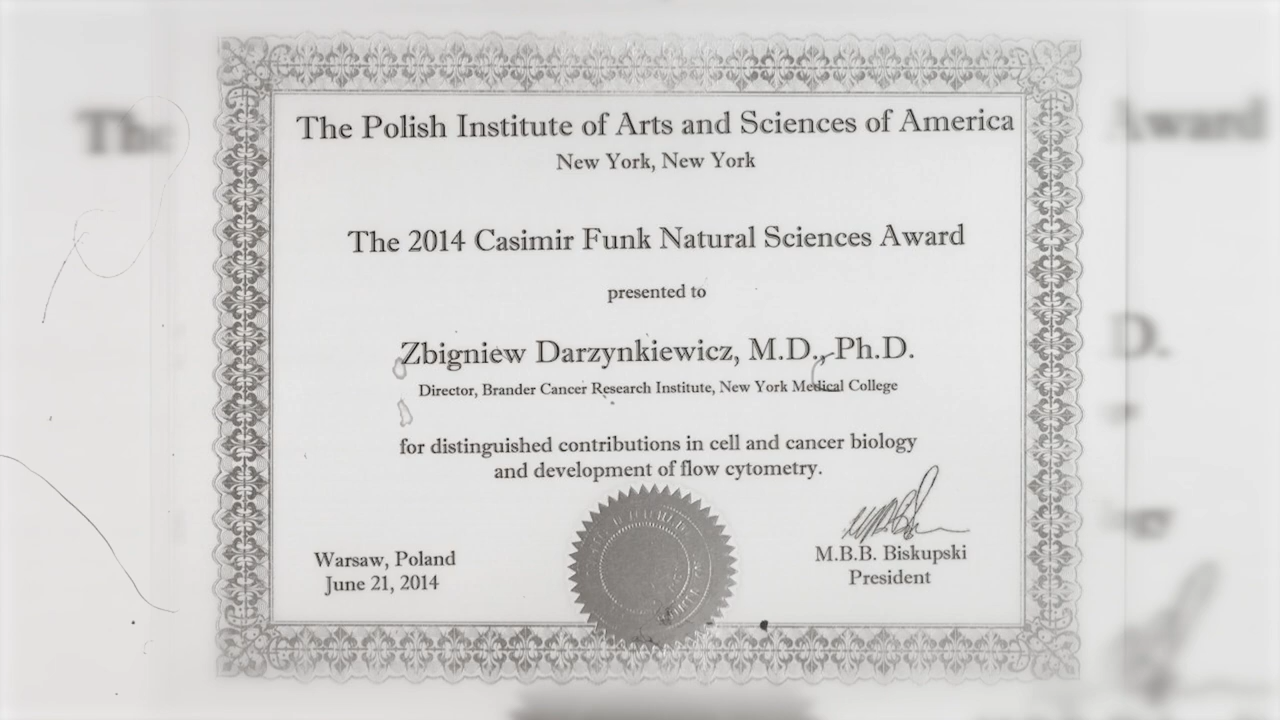 The Polish Institute of Arts and Sciences of America
New York, New York
The 2014 Casimir Funk Natural Sciences Award
presented to
Zbigniew Darzynkiewicz, M.D., Ph.D.
Director, Brander Cancer Research Institute, New York Medical College
for distinguished contributions in cell and cancer biology
and development of flow cytometry.
Warsaw, Poland
June 21, 2014
M.B.B. Biskupski
President